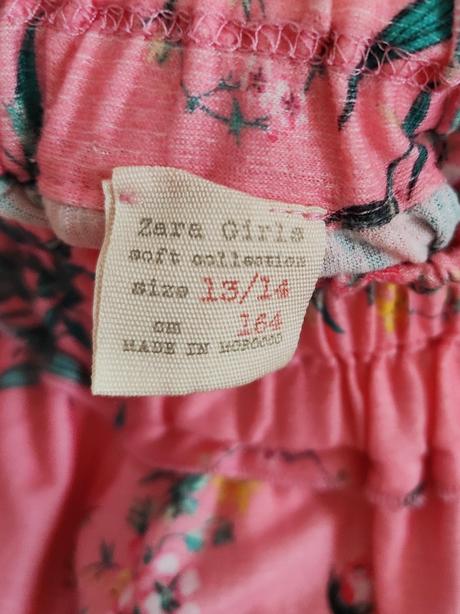 Zara Girls
soft collection
size 13/14
cm 164
MADE IN MOROCCO